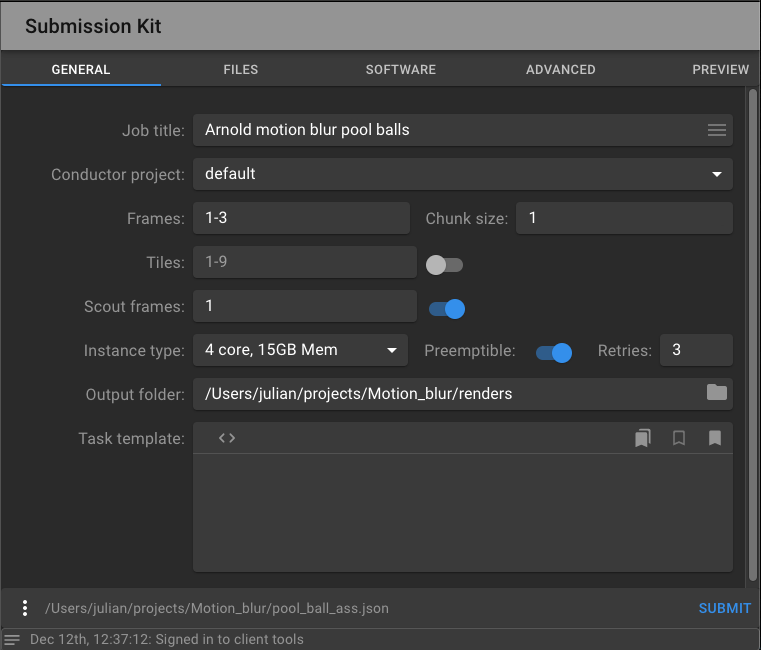 Submission Kit
GENERAL FILES SOFTWARE ADVANCED PREVIEW
Job title: Arnold motion blur pool balls
Conductor project: default
Frames: 1-3 Chunk size: 1
Tiles: 1-9
Scout frames: 1
Instance type: 4 core, 15GB Mem Preemptible: Retries: 3
Output folder: /Users/julian/projects/Motion_blur/renders
Task template: <>
/Users/julian/projects/Motion_blur/pool_ball_ass.json SUBMIT
Dec 12th, 12:37:12: Signed in to client tools